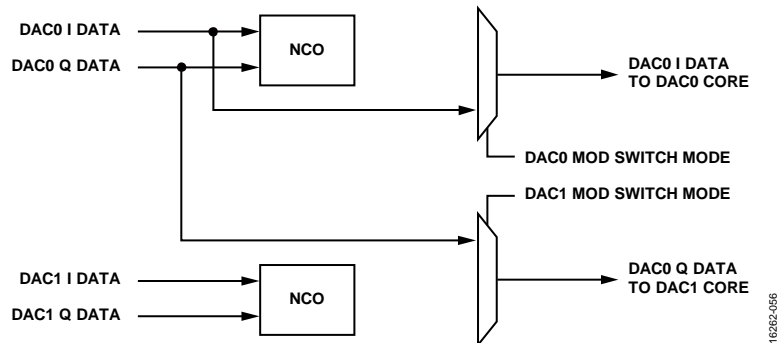 DAC0 I DATA
DAC0 Q DATA
NCO
DAC0 I DATA
TO DAC0 CORE
DAC0 MOD SWITCH MODE
DAC1 MOD SWITCH MODE
DAC1 I DATA
DAC1 Q DATA
NCO
DAC0 Q DATA
TO DAC1 CORE
16262-056